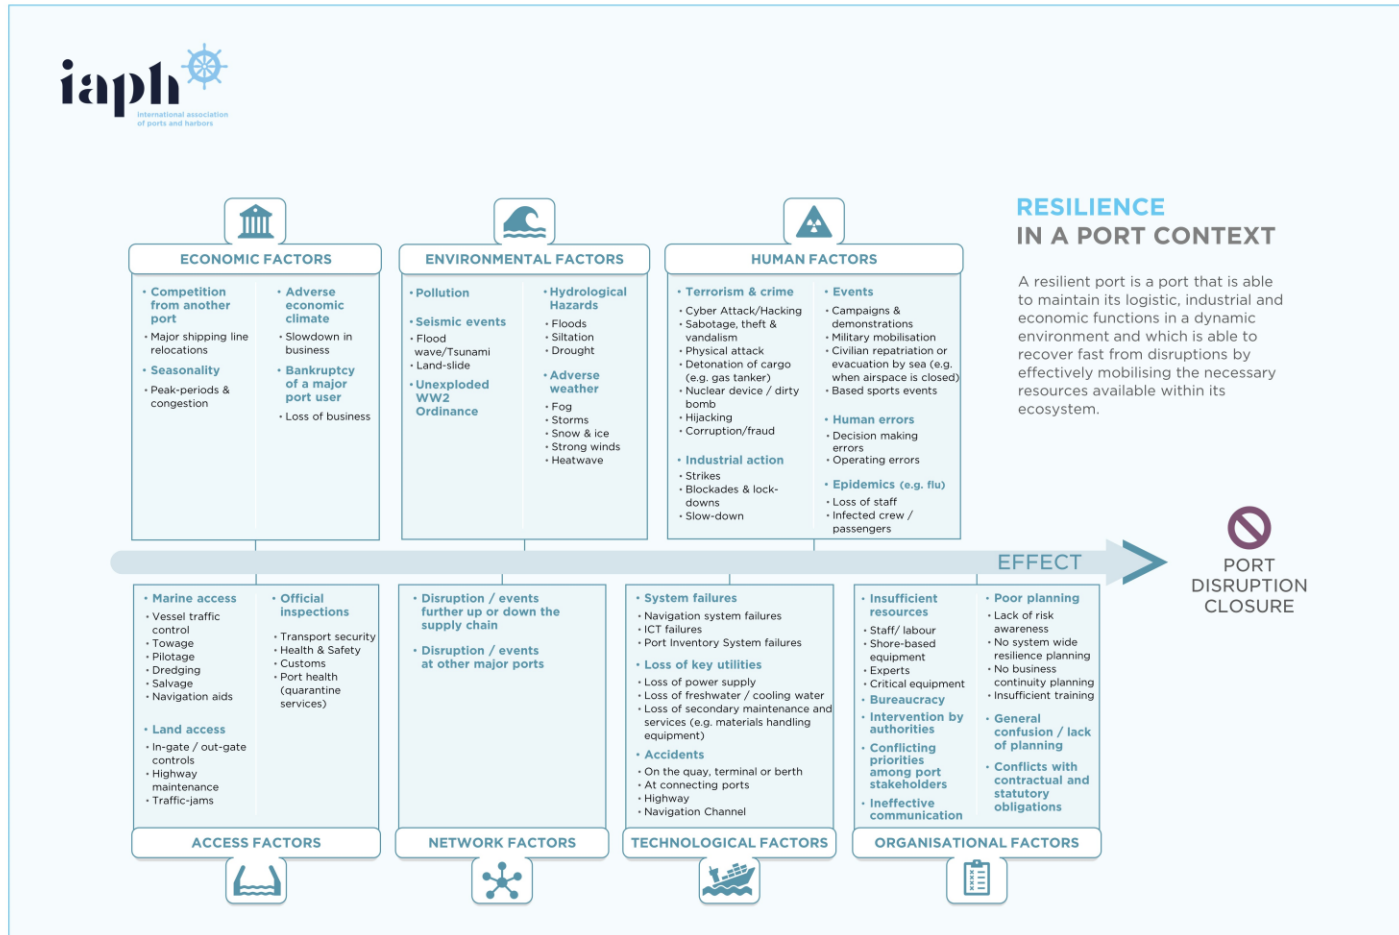 iaph
international association
of ports and harbors
RESILIENCE
IN A PORT CONTEXT
A resilient port is a port that is able
to maintain its logistic, industrial and
economic functions in a dynamic
environment and which is able to
recover fast from disruptions by
effectively mobilising the necessary
resources available within its
ecosystem.
ECONOMIC FACTORS
• Competition
from another
port
• Major shipping line
relocations
• Seasonality
• Peak-periods &
congestion
• Adverse
economic
climate
• Slowdown in
business
• Bankruptcy
of a major
port user
• Loss of business
ENVIRONMENTAL FACTORS
• Pollution
• Seismic events
• Flood
wave/Tsunami
• Land-slide
• Unexploded
WW2
Ordinance
• Hydrological
Hazards
• Floods
• Siltation
• Drought
• Adverse
weather
• Fog
• Storms
• Snow & ice
• Strong winds
• Heatwave
HUMAN FACTORS
• Terrorism & crime
• Cyber Attack/Hacking
• Sabotage, theft &
vandalism
• Physical attack
• Detonation of cargo
(e.g. gas tanker)
• Nuclear device / dirty
bomb
• Hijacking
• Corruption/fraud
• Industrial action
• Strikes
• Blockades & lock-
downs
• Slow-down
• Events
• Campaigns &
demonstrations
• Military mobilisation
• Civilian repatriation or
evacuation by sea (e.g.
when airspace is closed)
• Based sports events
• Human errors
• Decision making
errors
• Operating errors
• Epidemics (e.g. flu)
• Loss of staff
• Infected crew /
passengers
EFFECT
PORT
DISRUPTION
CLOSURE
• Marine access
• Vessel traffic
control
• Towage
• Pilotage
• Dredging
• Salvage
• Navigation aids
• Land access
• In-gate / out-gate
controls
• Highway
maintenance
• Traffic-jams
• Official
inspections
• Transport security
• Health & Safety
• Customs
• Port health
(quarantine
services)
ACCESS FACTORS
• Disruption / events
further up or down the
supply chain
• Disruption / events
at other major ports
NETWORK FACTORS
• System failures
• Navigation system failures
• ICT failures
• Port Inventory System failures
• Loss of key utilities
• Loss of power supply
• Loss of freshwater / cooling water
• Loss of secondary maintenance and
services (e.g. materials handling
equipment)
• Accidents
• On the quay, terminal or berth
• At connecting ports
• Highway
• Navigation Channel
TECHNOLOGICAL FACTORS
• Insufficient
resources
• Staff/ labour
• Shore-based
equipment
• Experts
• Critical equipment
• Bureaucracy
• Intervention by
authorities
• Conflicting
priorities
among port
stakeholders
• Ineffective
communication
• Poor planning
• Lack of risk
awareness
• No system wide
resilience planning
• No business
continuity planning
• Insufficient training
• General
confusion / lack
of planning
• Conflicts with
contractual and
statutory
obligations
ORGANISATIONAL FACTORS